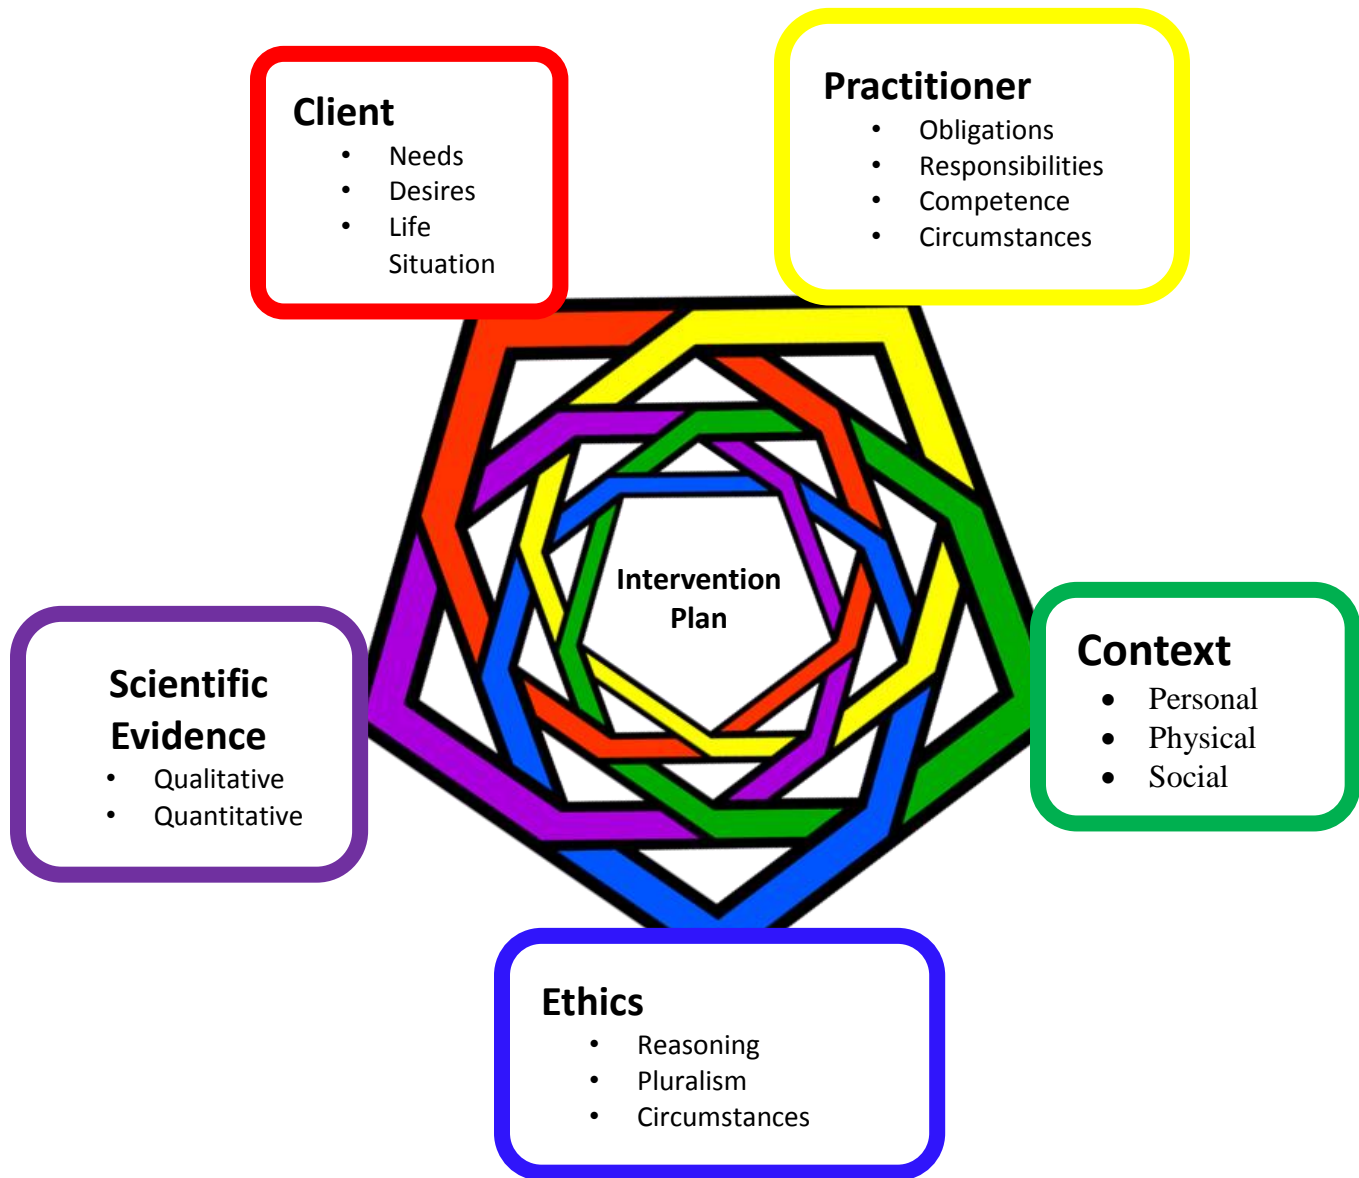 Client
• Needs
• Desires
• Life
Situation
Practitioner
• Obligations
• Responsibilities
• Competence
• Circumstances
Intervention
Plan
Scientific
Evidence
• Qualitative
• Quantitative
Context
• Personal
• Physical
• Social
Ethics
• Reasoning
• Pluralism
• Circumstances